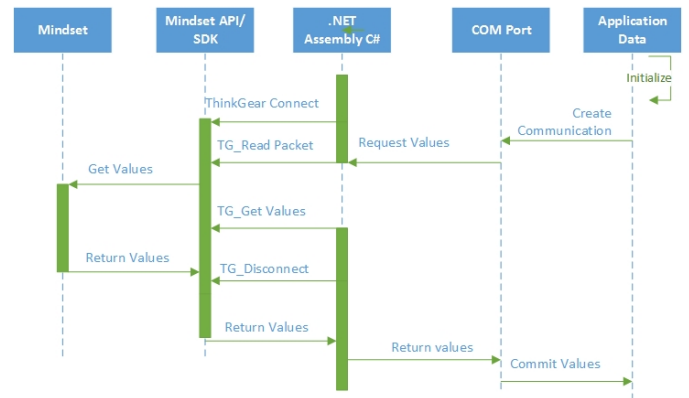 Mindset
Mindset API/
SDK
.NET
Assembly C#
COM Port
Application
Data
Initialize
ThinkGear Connect
Create
Communication
TG_Read Packet
Request Values
Get Values
TG_Get Values
Return Values
TG_Disconnect
Return Values
Return values
Commit Values